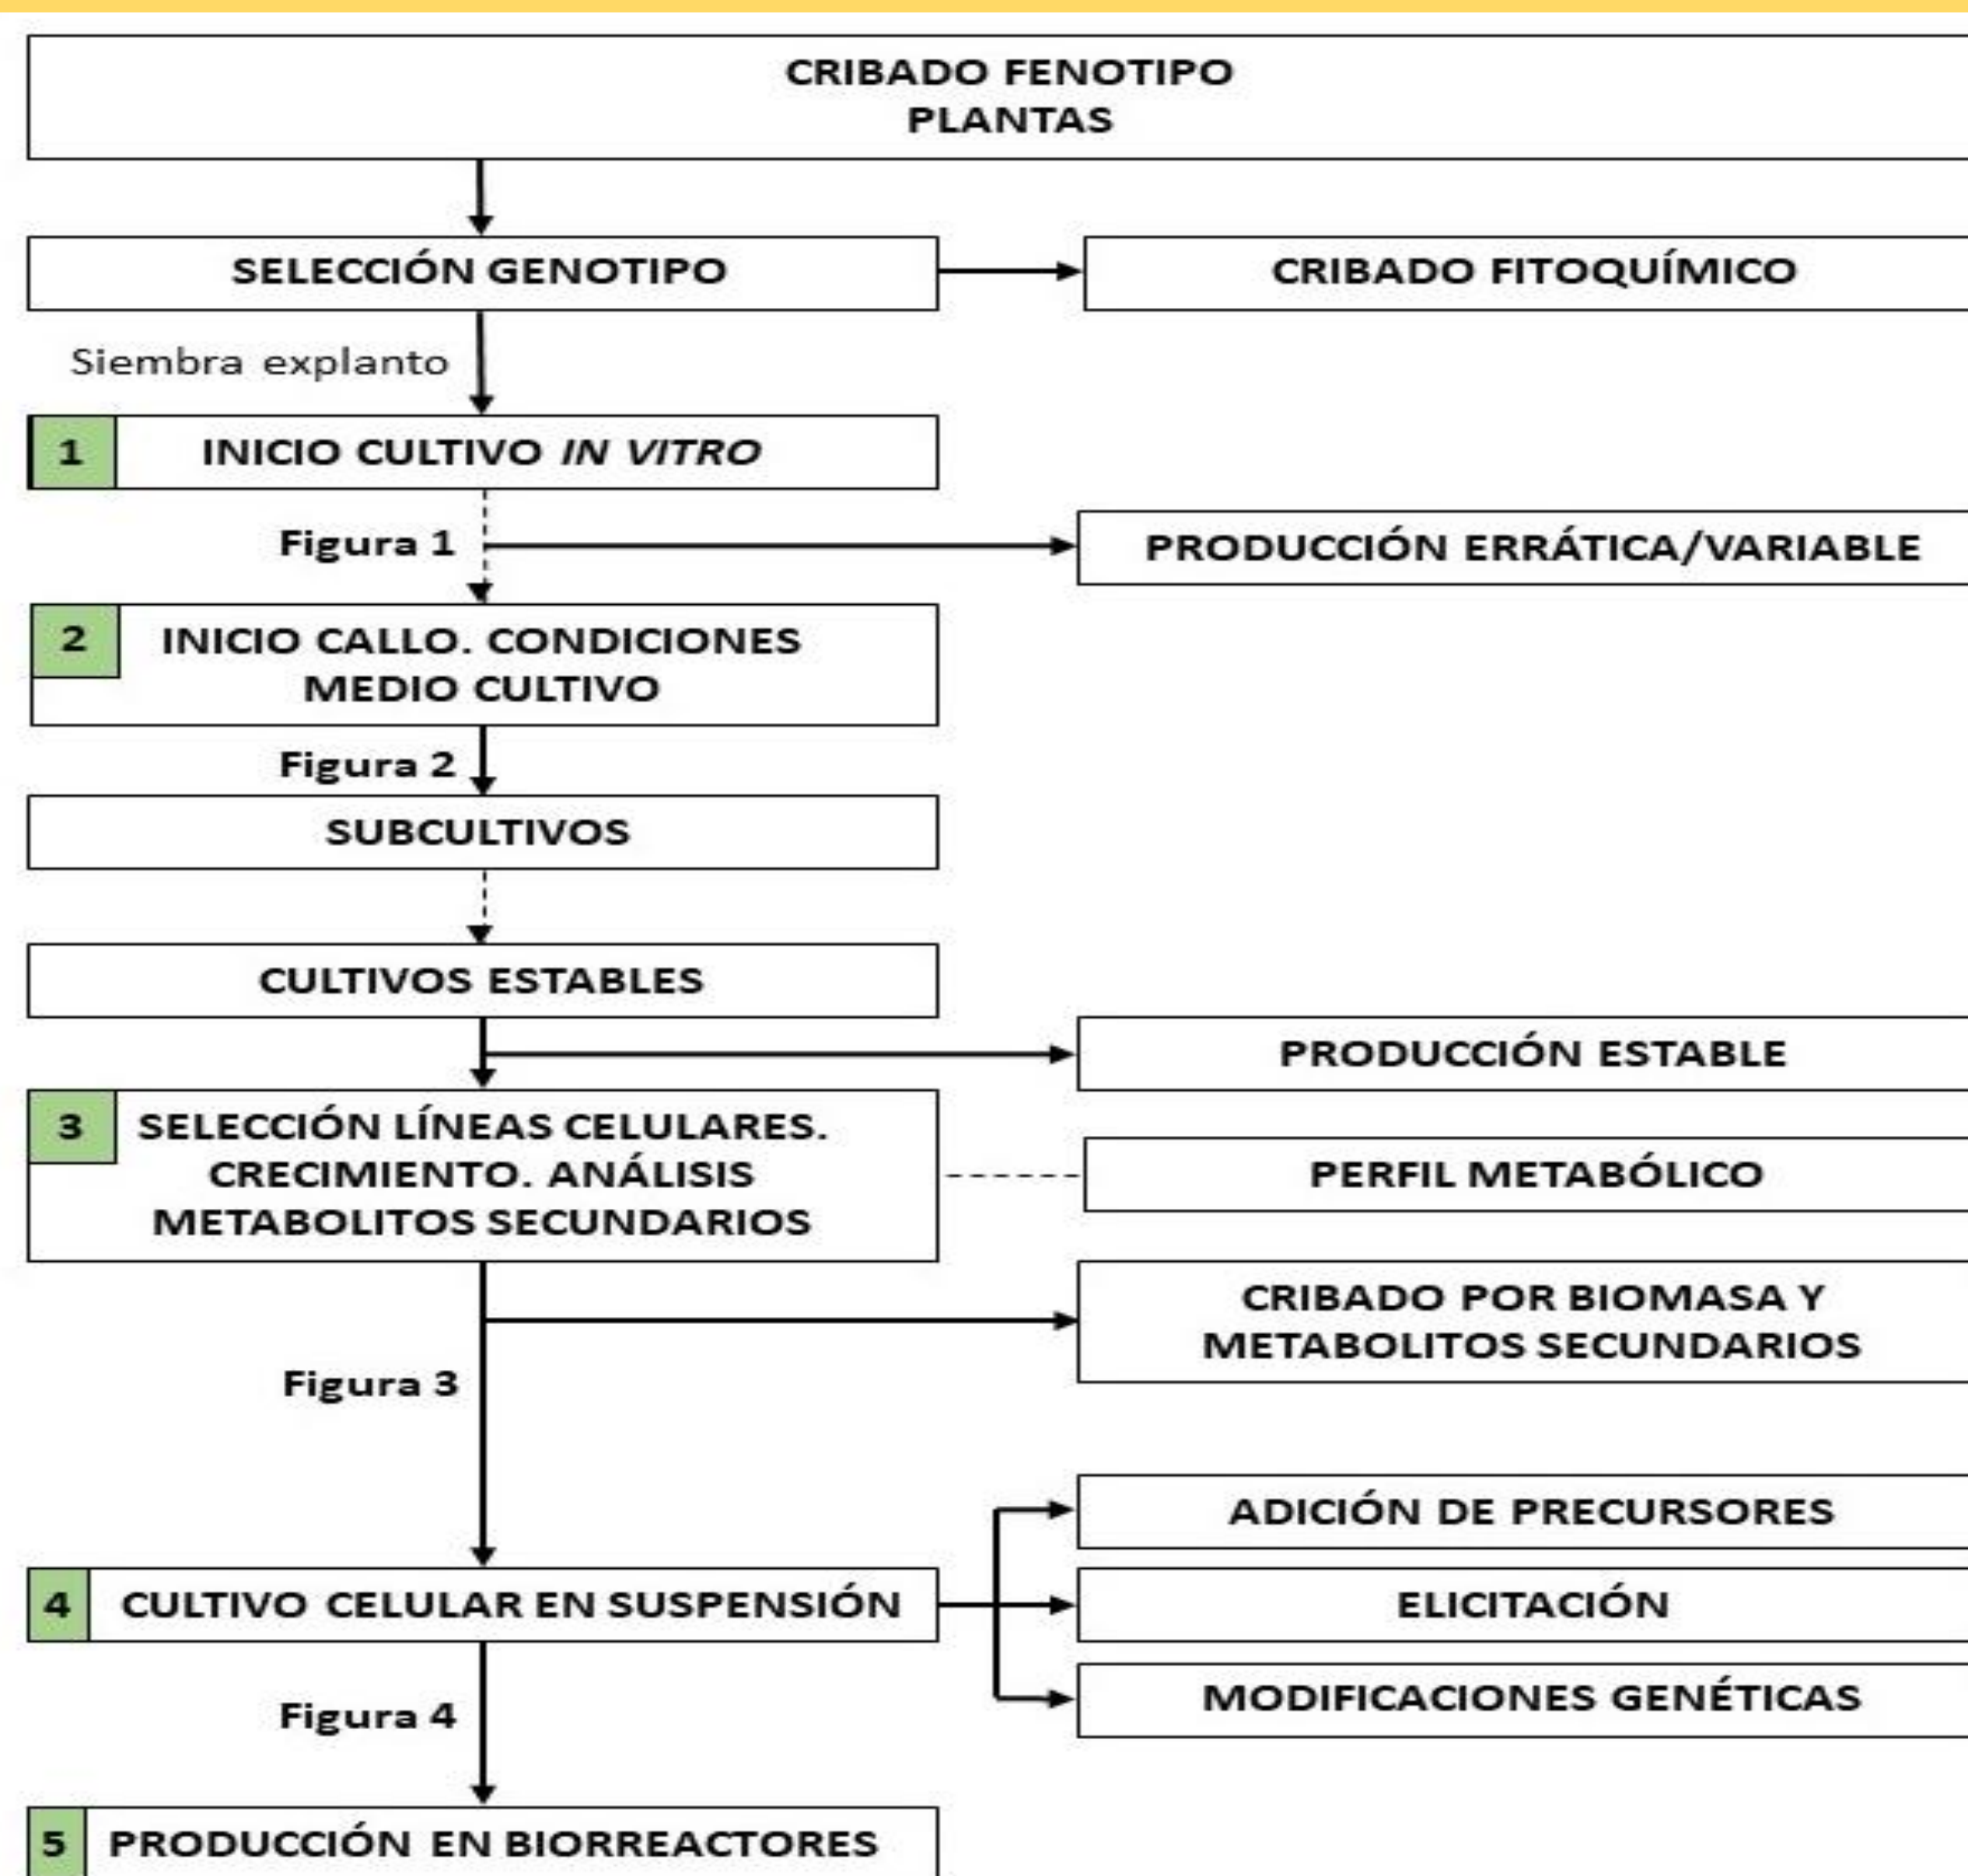 CRIBADO FENOTIPO
PLANTAS
SELECCIÓN GENOTIPO
CRIBADO FITOQUÍMICO
Siembra explanto
1
INICIO CULTIVO IN VITRO
Figura 1
PRODUCCIÓN ERRÁTICA/VARIABLE
2
INICIO CALLO. CONDICIONES
MEDIO CULTIVO
Figura 2
SUBCULTIVOS
CULTIVOS ESTABLES
PRODUCCIÓN ESTABLE
3
SELECCIÓN LÍNEAS CELULARES.
CRECIMIENTO. ANÁLISIS
METABOLITOS SECUNDARIOS
PERFIL METABÓLICO
CRIBADO POR BIOMASA Y
METABOLITOS SECUNDARIOS
Figura 3
ADICIÓN DE PRECURSORES
4
CULTIVO CELULAR EN SUSPENSIÓN
ELICITACIÓN
MODIFICACIONES GENÉTICAS
Figura 4
5
PRODUCCIÓN EN BIORREACTORES